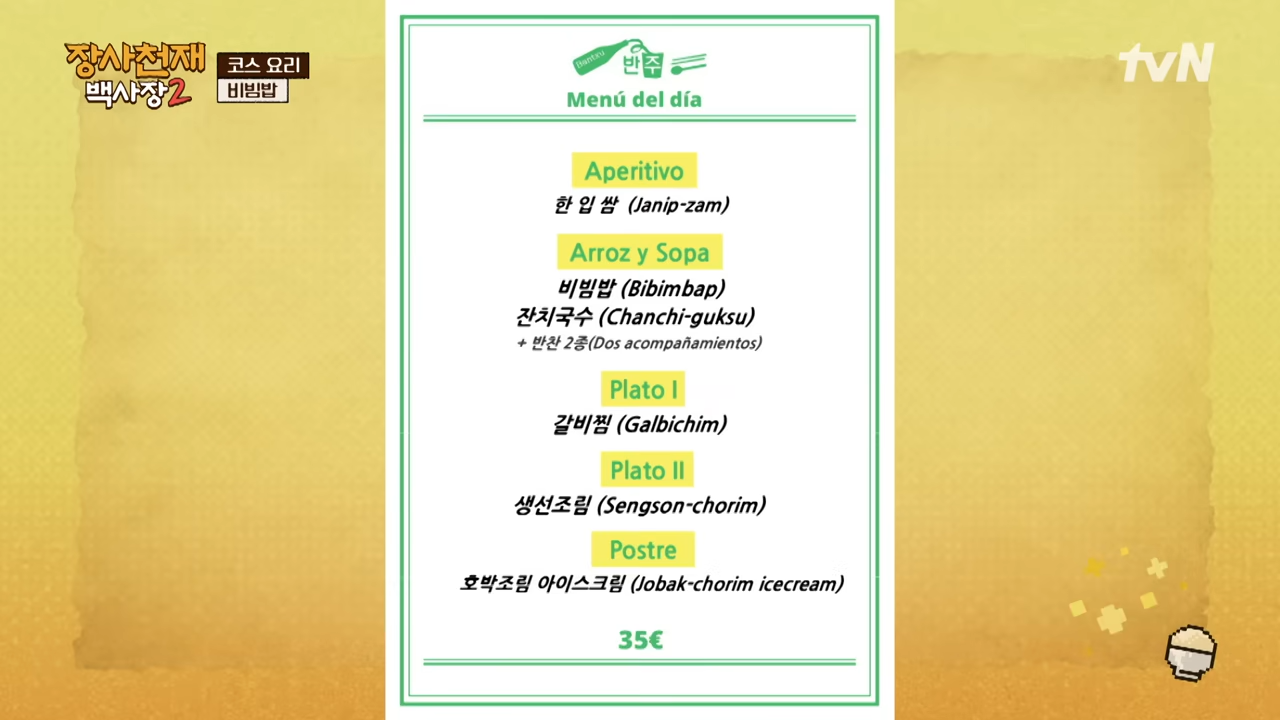 장사천재
백사장2
코스 요리
비빔밥
tvN
Banzxu
반주
Menú del día
Aperitivo
한 입 쌈 (Janip-zam)
Arroz y Sopa
비빔밥 (Bibimbap)
잔치국수 (Chanchi-guksu)
+ 반찬 2종(Dos acompañamientos)
Plato I
갈비찜 (Galbichim)
Plato II
생선조림 (Sengson-chorim)
Postre
호박조림 아이스크림 (Jobak-chorim icecream)
35€